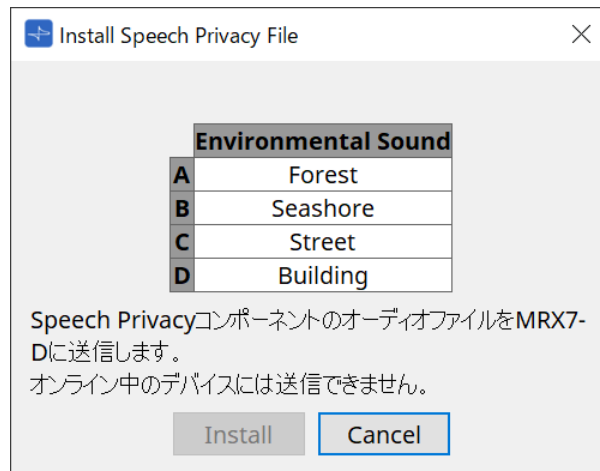 Install Speech Privacy File
Environmental Sound
A Forest
B Seashore
C Street
D Building
Speech PrivacyコンポーネントのオーディオファイルをMRX7-
Dに送信します。
オンライン中のデバイスには送信できません。
Install Cancel